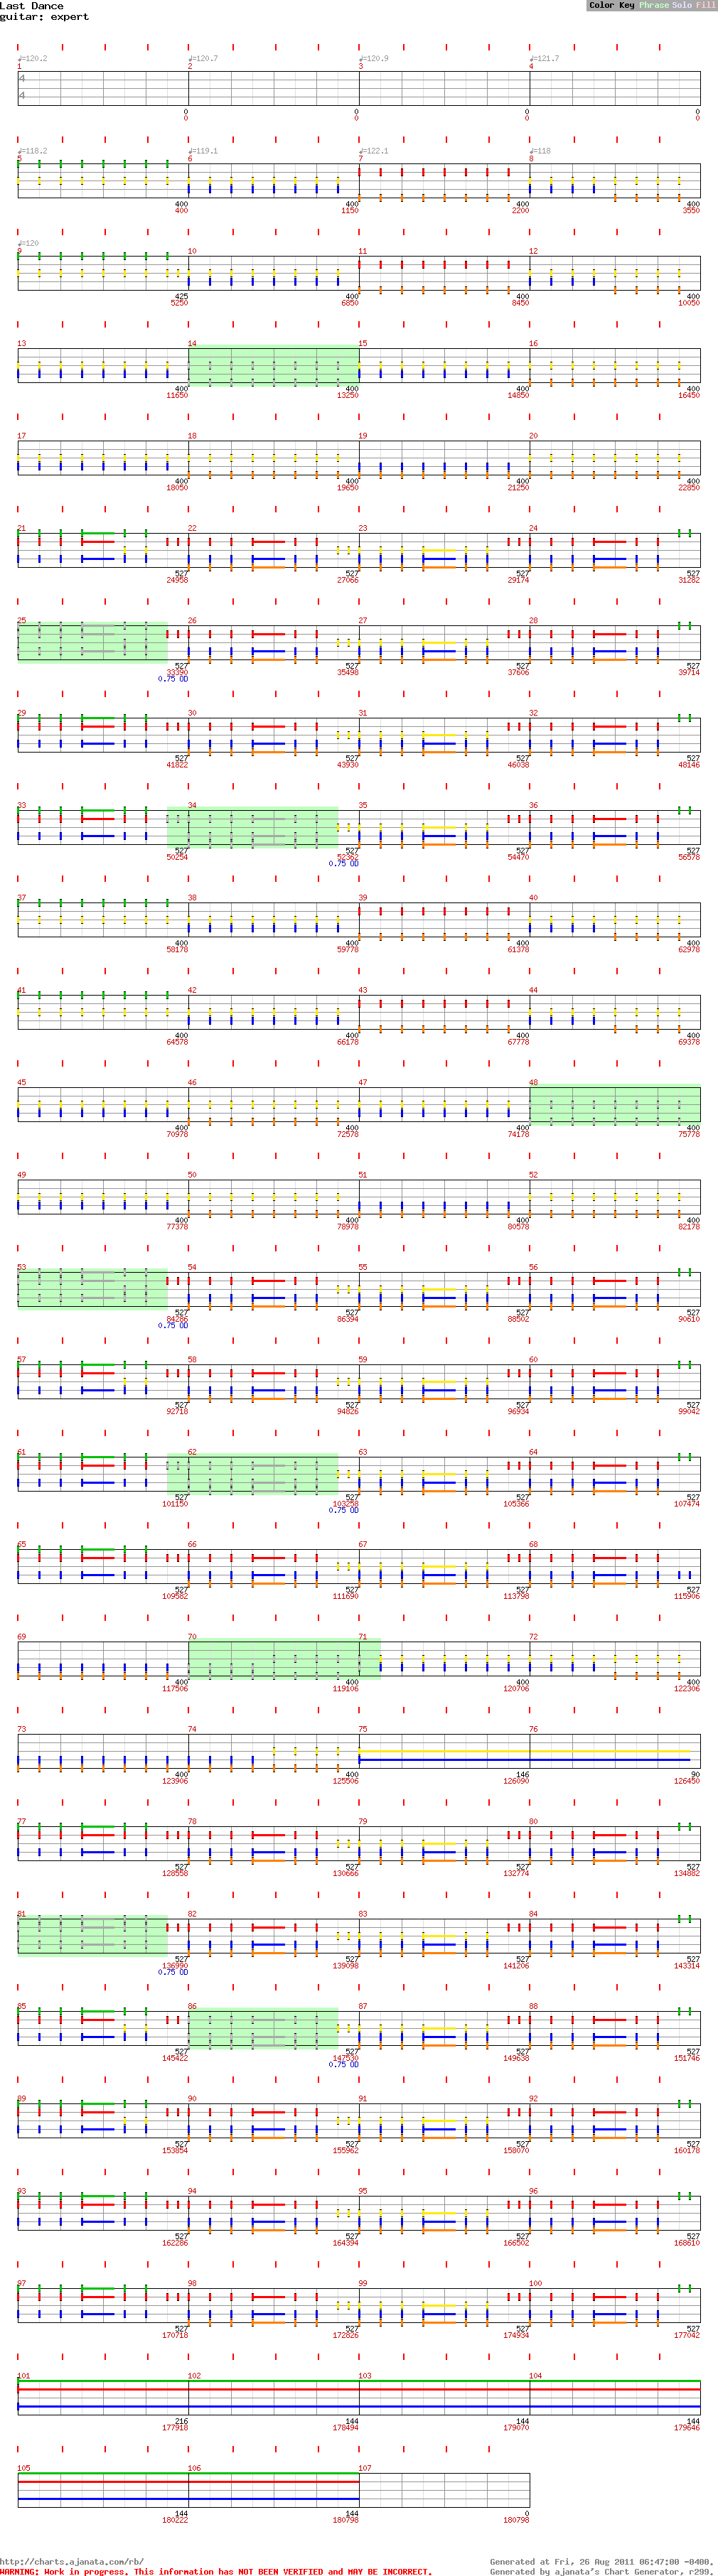 Last Dance
guitar: expert
Color Key Phrase Solo Fill
♩=120.2 ♩=120.7 ♩=120.9 ♩=121.7
1 2 3 4
4
4
0 0 0 0
0 0 0 0
♩=118.2 ♩=119.1 ♩=122.1 ♩=118
5 6 7 8
400 400 400 400
400 1150 2200 3550
♩=120
9 10 11 12
425 400 400 400
5250 6850 8450 10050
13 14 15 16
400 400 400 400
11650 13250 14850 16450
17 18 19 20
400 400 400 400
18050 19650 21250 22850
21 22 23 24
527 527 527 527
24958 27066 29174 31282
25 26 27 28
527 527 527 527
33390 35498 37606 39714
0.75 OD
29 30 31 32
527 527 527 527
41822 43930 46038 48146
33 34 35 36
527 527 527 527
50254 52362 54470 56578
0.75 OD
37 38 39 40
400 400 400 400
58178 59778 61378 62978
41 42 43 44
400 400 400 400
64578 66178 67778 69378
45 46 47 48
400 400 400 400
70978 72578 74178 75778
49 50 51 52
400 400 400 400
77378 78978 80578 82178
53 54 55 56
527 527 527 527
84286 86394 88502 90610
0.75 OD
57 58 59 60
527 527 527 527
92718 94826 96934 99042
61 62 63 64
527 527 527 527
101150 103258 105366 107474
0.75 OD
65 66 67 68
527 527 527 527
109582 111690 113798 115906
69 70 71 72
400 400 400 400
117506 119106 120706 122306
73 74 75 76
400 400 146 90
123906 125506 126090 126450
77 78 79 80
527 527 527 527
128558 130666 132774 134882
81 82 83 84
527 527 527 527
136990 139098 141206 143314
0.75 OD
85 86 87 88
527 527 527 527
145422 147530 149638 151746
0.75 OD
89 90 91 92
527 527 527 527
153854 155962 158070 160178
93 94 95 96
527 527 527 527
162286 164394 166502 168610
97 98 99 100
527 527 527 527
170718 172826 174934 177042
101 102 103 104
216 144 144 144
177918 178494 179070 179646
105 106 107
144 144 0
180222 180798 180798
http://charts.ajanata.com/rb/ Generated at Fri, 26 Aug 2011 06:47:00 -0400.
WARNING: Work in progress. This information has NOT BEEN VERIFIED and MAY BE INCORRECT. Generated by ajanata's Chart Generator, r299.